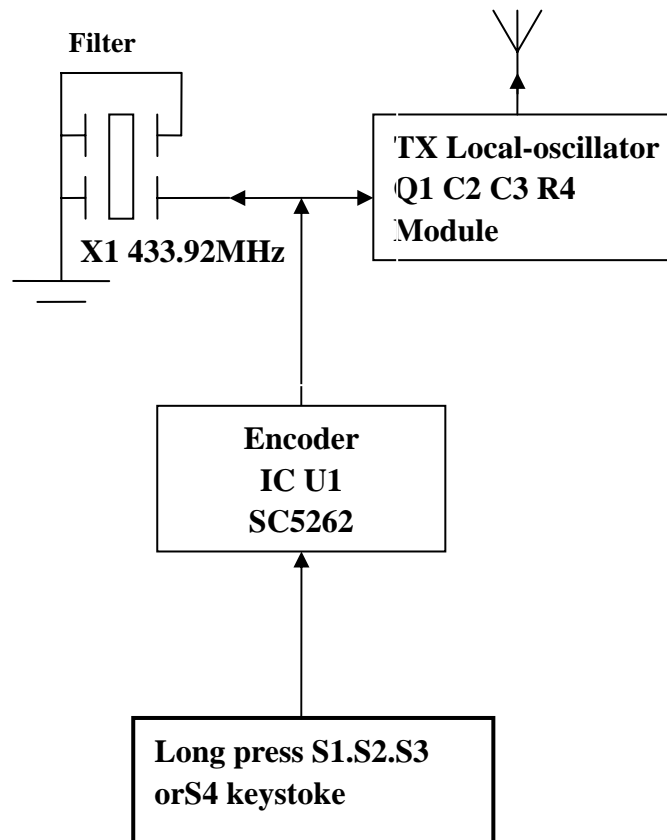 Filter
TX Local-oscillator
Q1 C2 C3 R4
Module
X1 433.92MHz
Encoder
IC U1
SC5262
Long press S1.S2.S3
orS4 keystoke